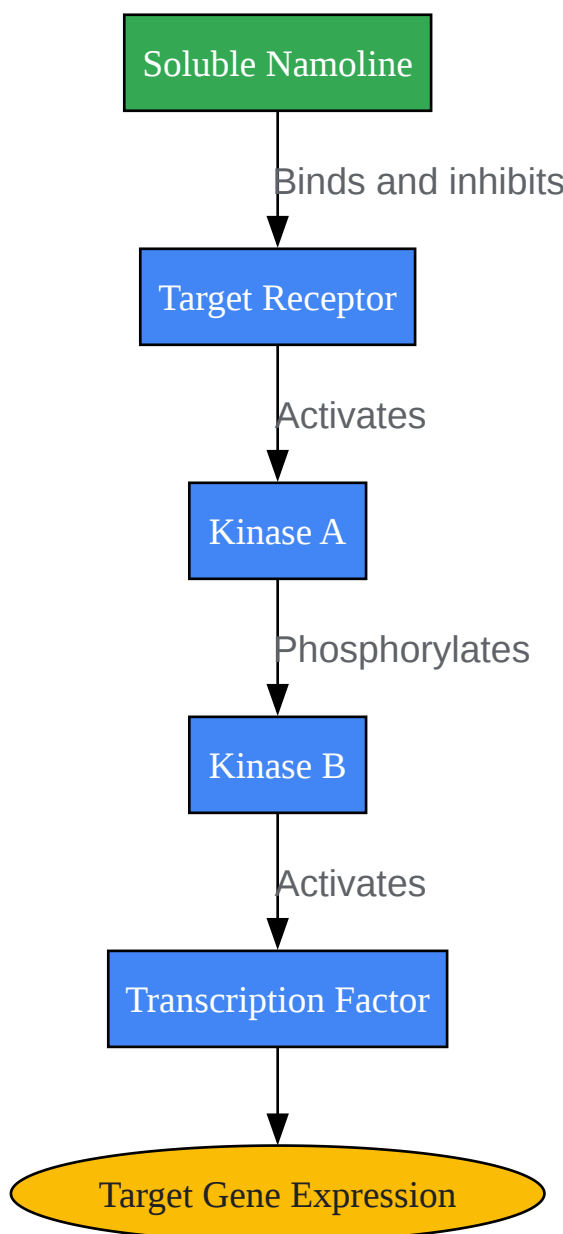 Soluble Namoline
Binds and inhibits
Target Receptor
Activates
Kinase A
Phosphorylates
Kinase B
Activates
Transcription Factor
Target Gene Expression